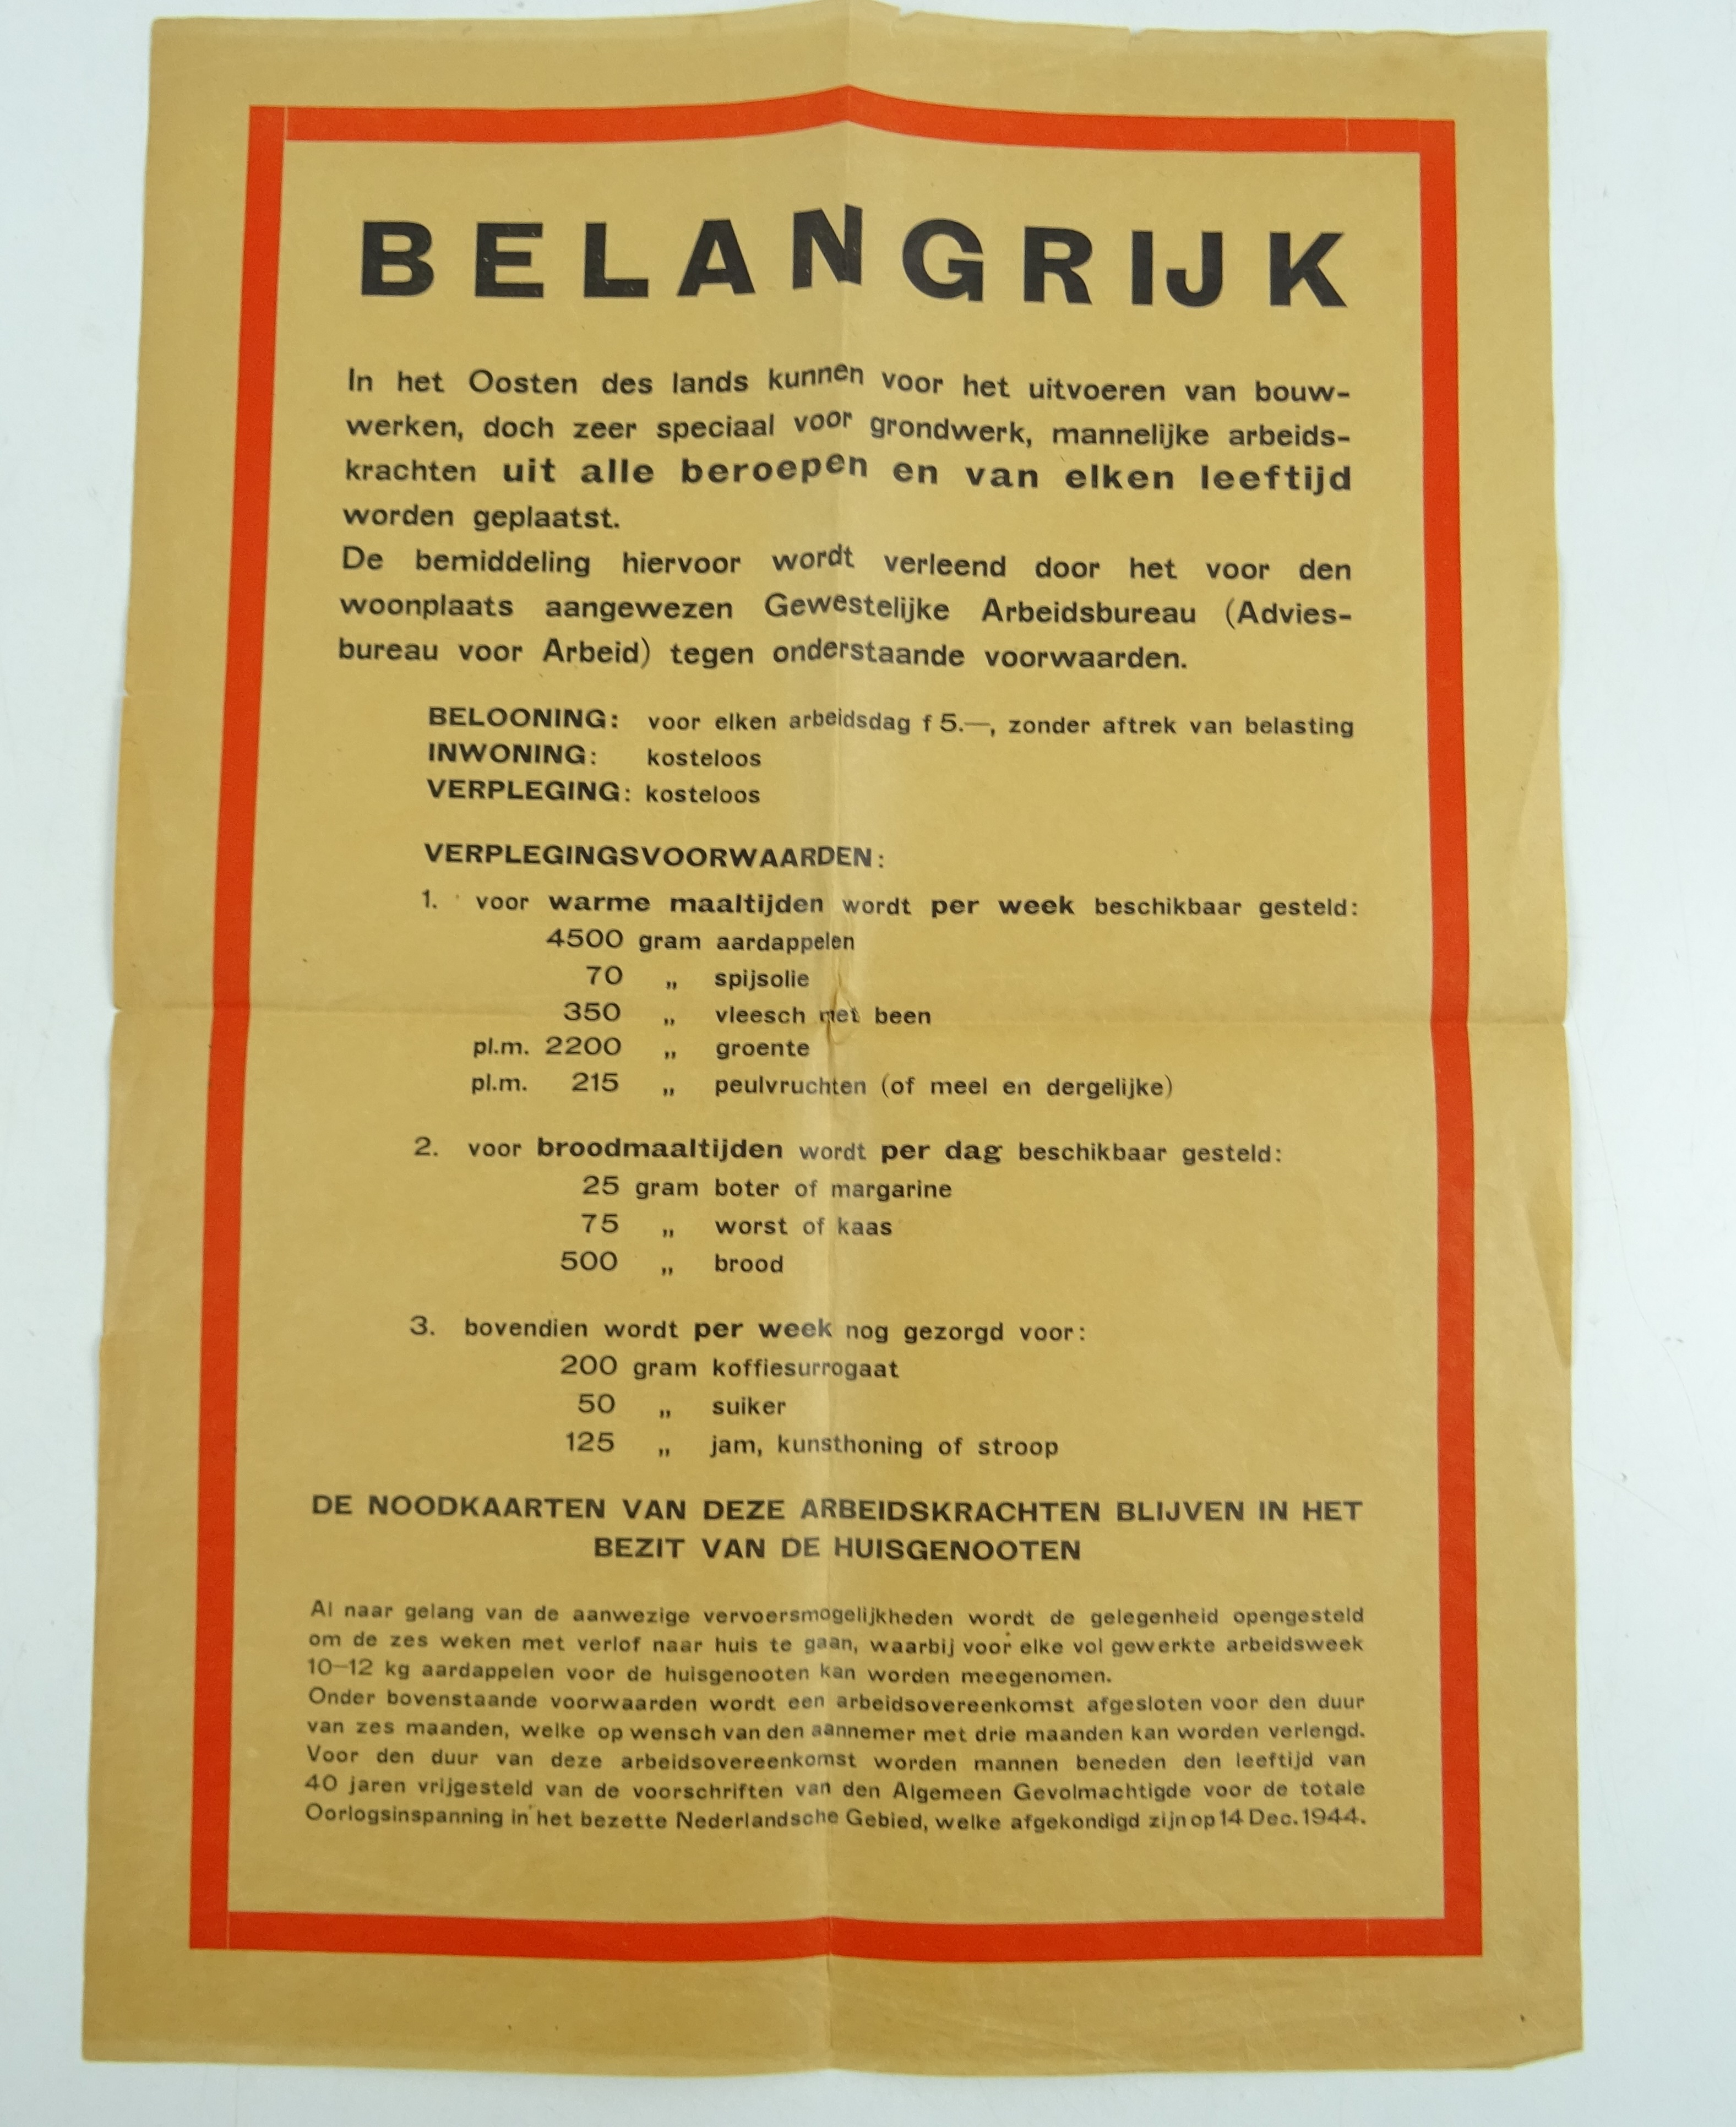 BELANGRIJK
In het Oosten des lands kunnen voor het uitvoeren van bouw-
werken, doch zeer speciaal voor grondwerk, mannelijke arbeids-
krachten uit alle beroepen en van elken leeftijd
worden geplaatst.
De bemiddeling hiervoor wordt verleend door het voor den
woonplaats aangewezen Gewestelijke Arbeidsbureau (Advies-
bureau voor Arbeid) tegen onderstaande voorwaarden.
BELOONING: voor elken arbeidsdag f 5.—, zonder aftrek van belasting
INWONING: kosteloos
VERPLEGING: kosteloos
VERPLEGINGSVOORWAARDEN:
1. voor warme maaltijden wordt per week beschikbaar gesteld:
4500 gram aardappelen
70 „ spijsolie
350 „ vleesch met been
pl.m. 2200 „ groente
pl.m. 215 „ peulvruchten (of meel en dergelijke)
2. voor broodmaaltijden wordt per dag beschikbaar gesteld:
25 gram boter of margarine
75 „ worst of kaas
500 „ brood
3. bovendien wordt per week nog gezorgd voor:
200 gram koffiesurrogaat
50 „ suiker
125 „ jam, kunsthoning of stroop
DE NOODKAARTEN VAN DEZE ARBEIDSKRACHTEN BLIJVEN IN HET
BEZIT VAN DE HUISGENOOTEN
Al naar gelang van de aanwezige vervoersmogelijkheden wordt de gelegenheid opengesteld
om de zes weken met verlof naar huis te gaan, waarbij voor elke vol gewerkte arbeidsweek
10—12 kg aardappelen voor de huisgenooten kan worden meegenomen.
Onder bovenstaande voorwaarden wordt een arbeidsovereenkomst afgesloten voor den duur
van zes maanden, welke op wensch van den aannemer met drie maanden kan worden verlengd.
Voor den duur van deze arbeidsovereenkomst worden mannen beneden den leeftijd van
40 jaren vrijgesteld van de voorschriften van den Algemeen Gevolmachtigde voor de totale
Oorlogsinspanning in het bezette Nederlandsche Gebied, welke afgekondigd zijn op 14 Dec. 1944.